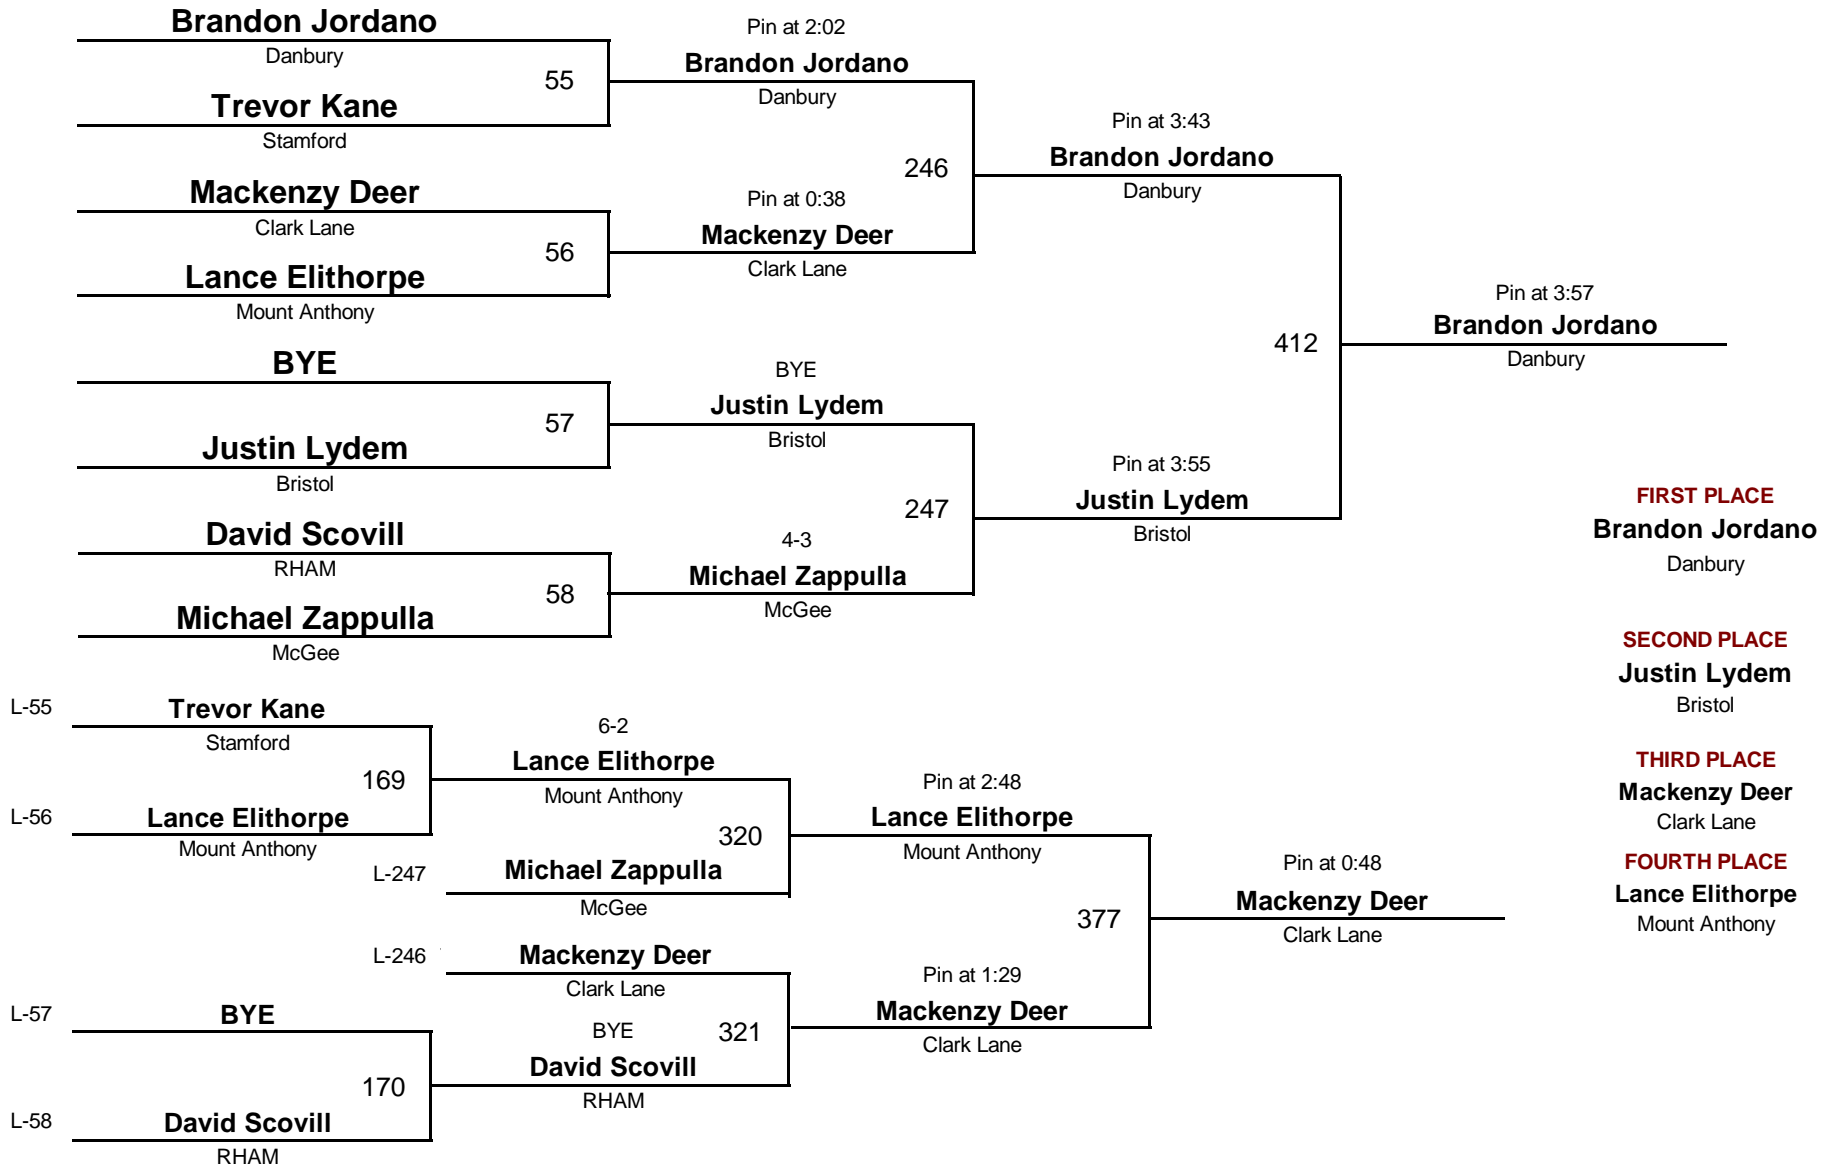 Brandon Jordano
Danbury
55
Trevor Kane
Stamford
Mackenzy Deer
Clark Lane
56
Lance Elithorpe
Mount Anthony
BYE
57
Justin Lydem
Bristol
David Scovill
RHAM
58
Michael Zappulla
McGee
Pin at 2:02
Brandon Jordano
Danbury
246
Pin at 0:38
Mackenzy Deer
Clark Lane
BYE
Justin Lydem
Bristol
247
4-3
Michael Zappulla
McGee
Pin at 3:43
Brandon Jordano
Danbury
412
Pin at 3:55
Justin Lydem
Bristol
Pin at 3:57
Brandon Jordano
Danbury
FIRST PLACE
Brandon Jordano
Danbury
SECOND PLACE
Justin Lydem
Bristol
THIRD PLACE
Mackenzy Deer
Clark Lane
FOURTH PLACE
Lance Elithorpe
Mount Anthony
L-55
Trevor Kane
Stamford
169
L-56
Lance Elithorpe
Mount Anthony
6-2
Lance Elithorpe
Mount Anthony
320
L-247
Michael Zappulla
McGee
L-246
Mackenzy Deer
Clark Lane
321
L-57
BYE
170
L-58
David Scovill
RHAM
BYE
David Scovill
RHAM
Pin at 2:48
Lance Elithorpe
Mount Anthony
377
Pin at 1:29
Mackenzy Deer
Clark Lane
Pin at 0:48
Mackenzy Deer
Clark Lane